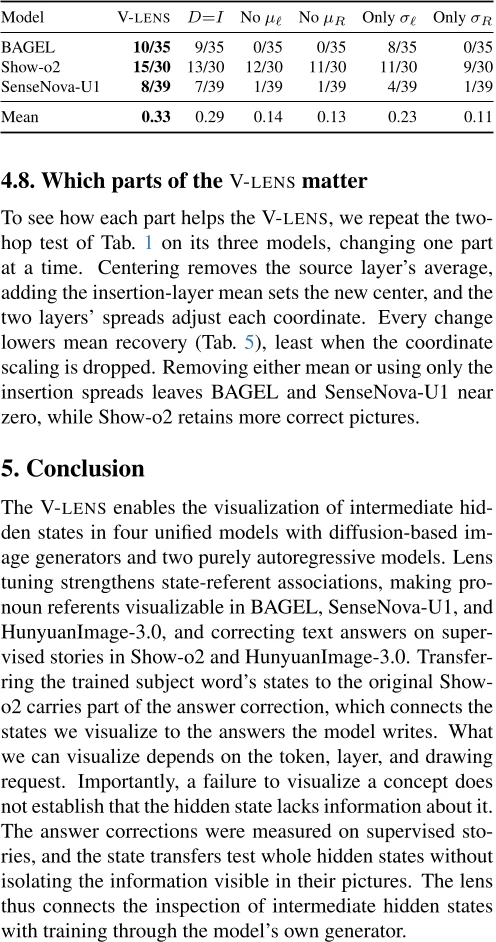 Model V-LENS D=I No μℓ No μR Only σℓ Only σR
BAGEL 10/35 9/35 0/35 0/35 8/35 0/35
Show-o2 15/30 13/30 12/30 11/30 11/30 9/30
SenseNova-U1 8/39 7/39 1/39 1/39 4/39 1/39
Mean 0.33 0.29 0.14 0.13 0.23 0.11
4.8. Which parts of the V-LENS matter
To see how each part helps the V-LENS, we repeat the two-
hop test of Tab. 1 on its three models, changing one part
at a time. Centering removes the source layer's average,
adding the insertion-layer mean sets the new center, and the
two layers' spreads adjust each coordinate. Every change
lowers mean recovery (Tab. 5), least when the coordinate
scaling is dropped. Removing either mean or using only the
insertion spreads leaves BAGEL and SenseNova-U1 near
zero, while Show-o2 retains more correct pictures.
5. Conclusion
The V-LENS enables the visualization of intermediate hid-
den states in four unified models with diffusion-based im-
age generators and two purely autoregressive models. Lens
tuning strengthens state-referent associations, making pro-
noun referents visualizable in BAGEL, SenseNova-U1, and
HunyuanImage-3.0, and correcting text answers on super-
vised stories in Show-o2 and HunyuanImage-3.0. Transfer-
ring the trained subject word's states to the original Show-
o2 carries part of the answer correction, which connects the
states we visualize to the answers the model writes. What
we can visualize depends on the token, layer, and drawing
request. Importantly, a failure to visualize a concept does
not establish that the hidden state lacks information about it.
The answer corrections were measured on supervised sto-
ries, and the state transfers test whole hidden states without
isolating the information visible in their pictures. The lens
thus connects the inspection of intermediate hidden states
with training through the model's own generator.